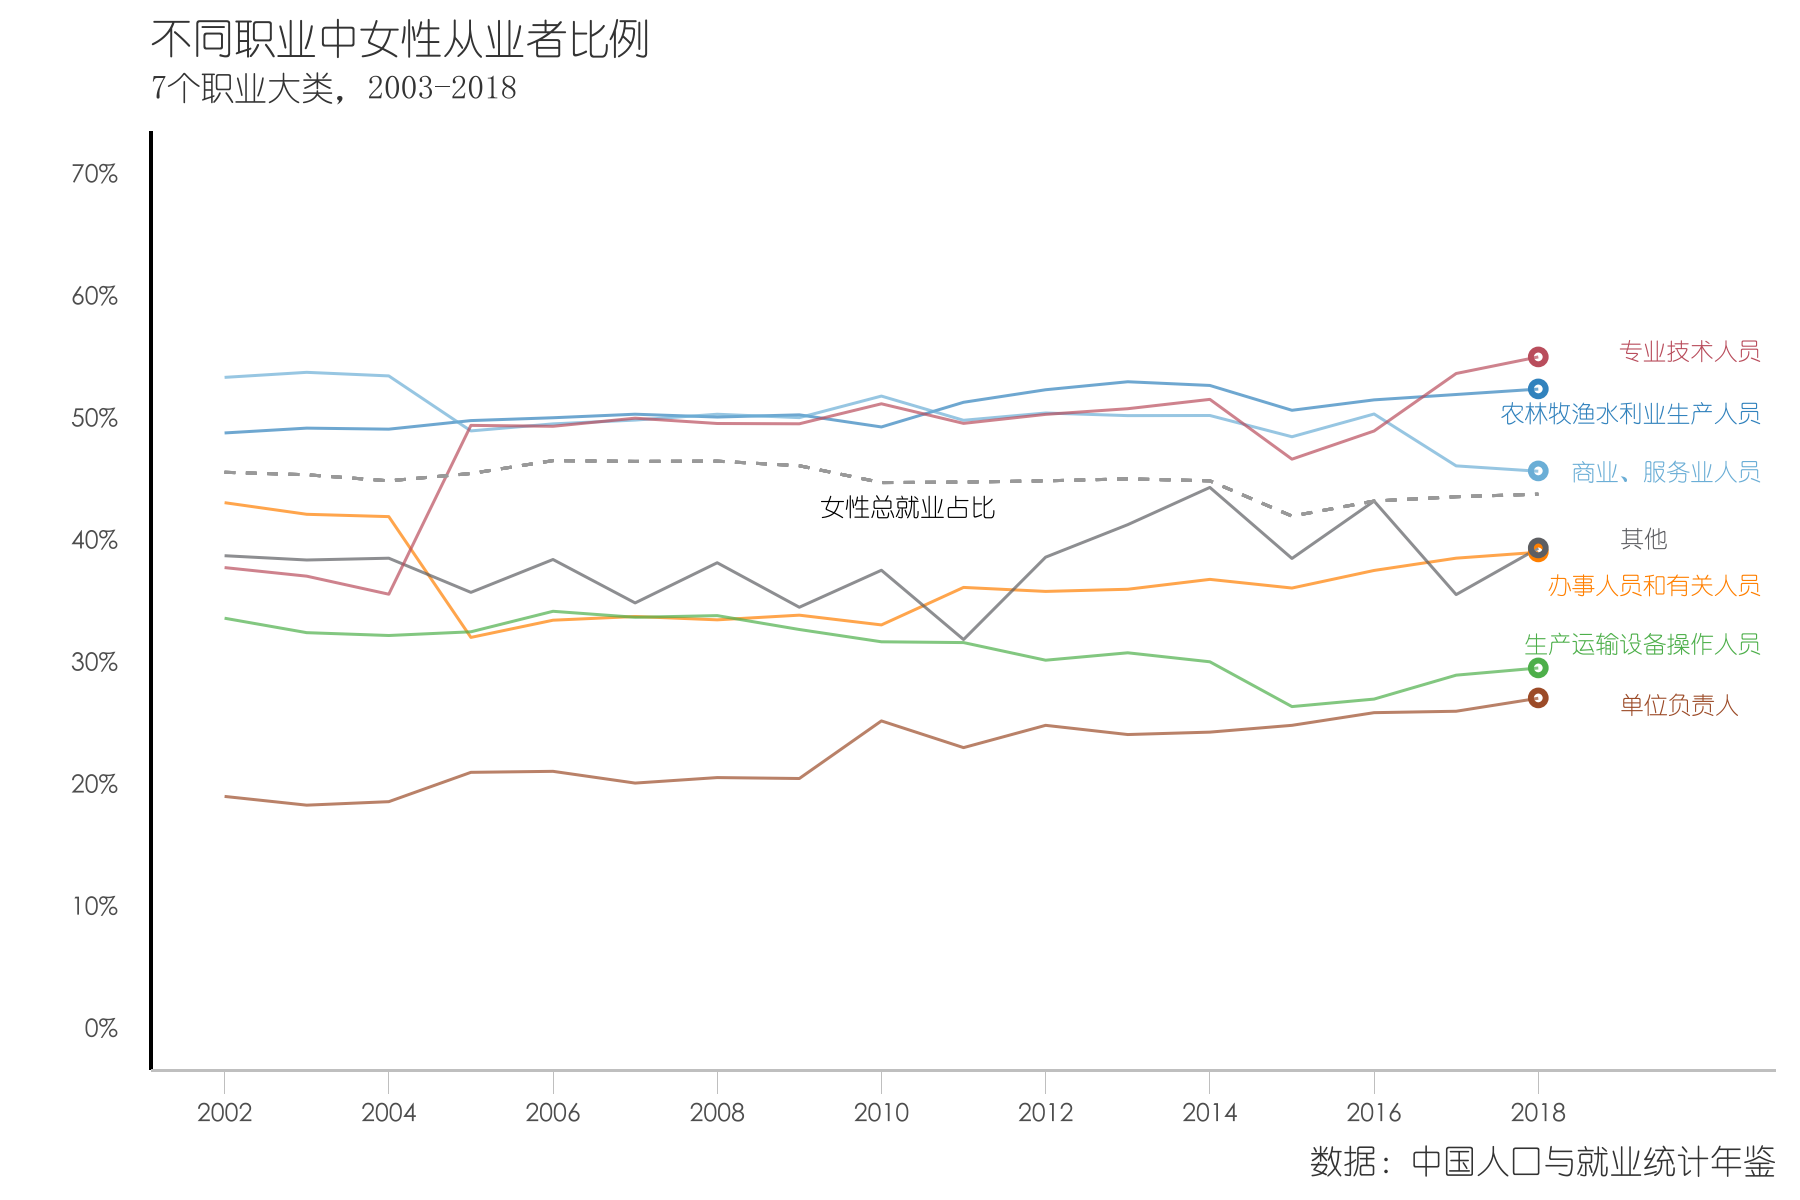 不同职业中女性从业者比例
7个职业大类，2003-2018
70%
60%
50%
40%
30%
20%
10%
0%
专业技术人员
农林牧渔水利业生产人员
商业、服务业人员
女性总就业占比
其他
办事人员和有关人员
生产运输设备操作人员
单位负责人
2002 2004 2006 2008 2010 2012 2014 2016 2018
数据：中国人口与就业统计年鉴